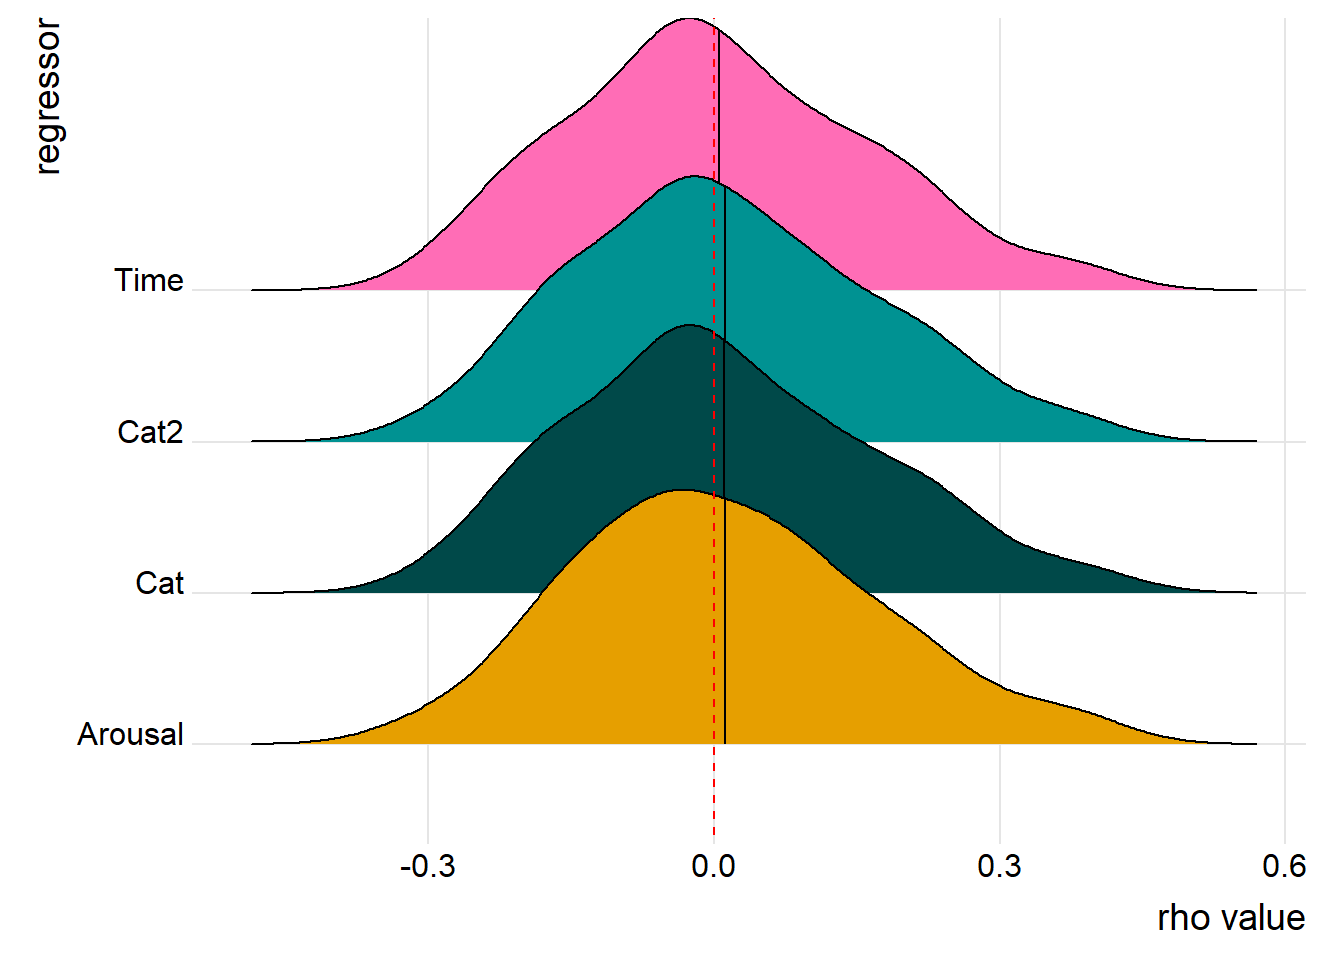 regressor
Time
Cat2
Cat
Arousal
-0.3 0.0 0.3 0.6
rho value